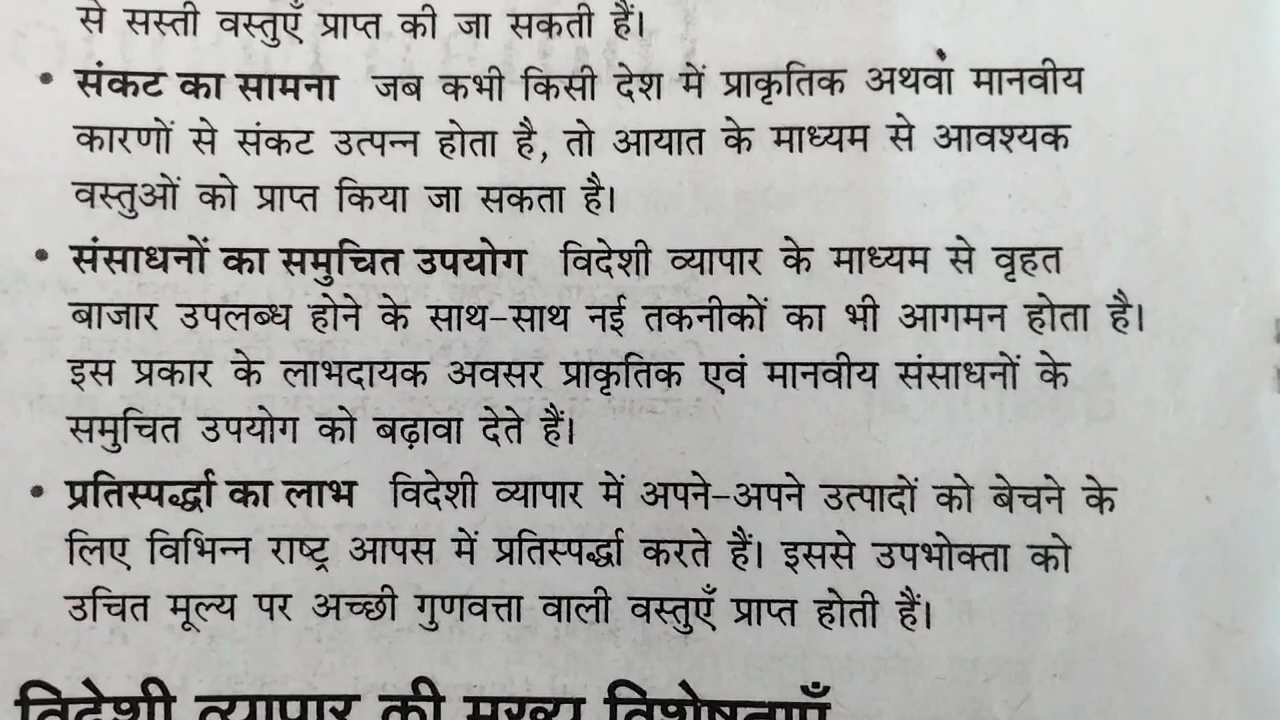 से सस्ती वस्तुएँ प्राप्त की जा सकती हैं।
• संकट का सामना जब कभी किसी देश में प्राकृतिक अथवा मानवीय
कारणों से संकट उत्पन्न होता है, तो आयात के माध्यम से आवश्यक
वस्तुओं को प्राप्त किया जा सकता है।
• संसाधनों का समुचित उपयोग विदेशी व्यापार के माध्यम से वृहत
बाजार उपलब्ध होने के साथ-साथ नई तकनीकों का भी आगमन होता है।
इस प्रकार के लाभदायक अवसर प्राकृतिक एवं मानवीय संसाधनों के
समुचित उपयोग को बढ़ावा देते हैं।
• प्रतिस्पर्द्धा का लाभ विदेशी व्यापार में अपने-अपने उत्पादों को बेचने के
लिए विभिन्न राष्ट्र आपस में प्रतिस्पर्द्धा करते हैं। इससे उपभोक्ता को
उचित मूल्य पर अच्छी गुणवत्ता वाली वस्तुएँ प्राप्त होती हैं।
विदेशी व्यापार की मुख्य विशेषताएँ